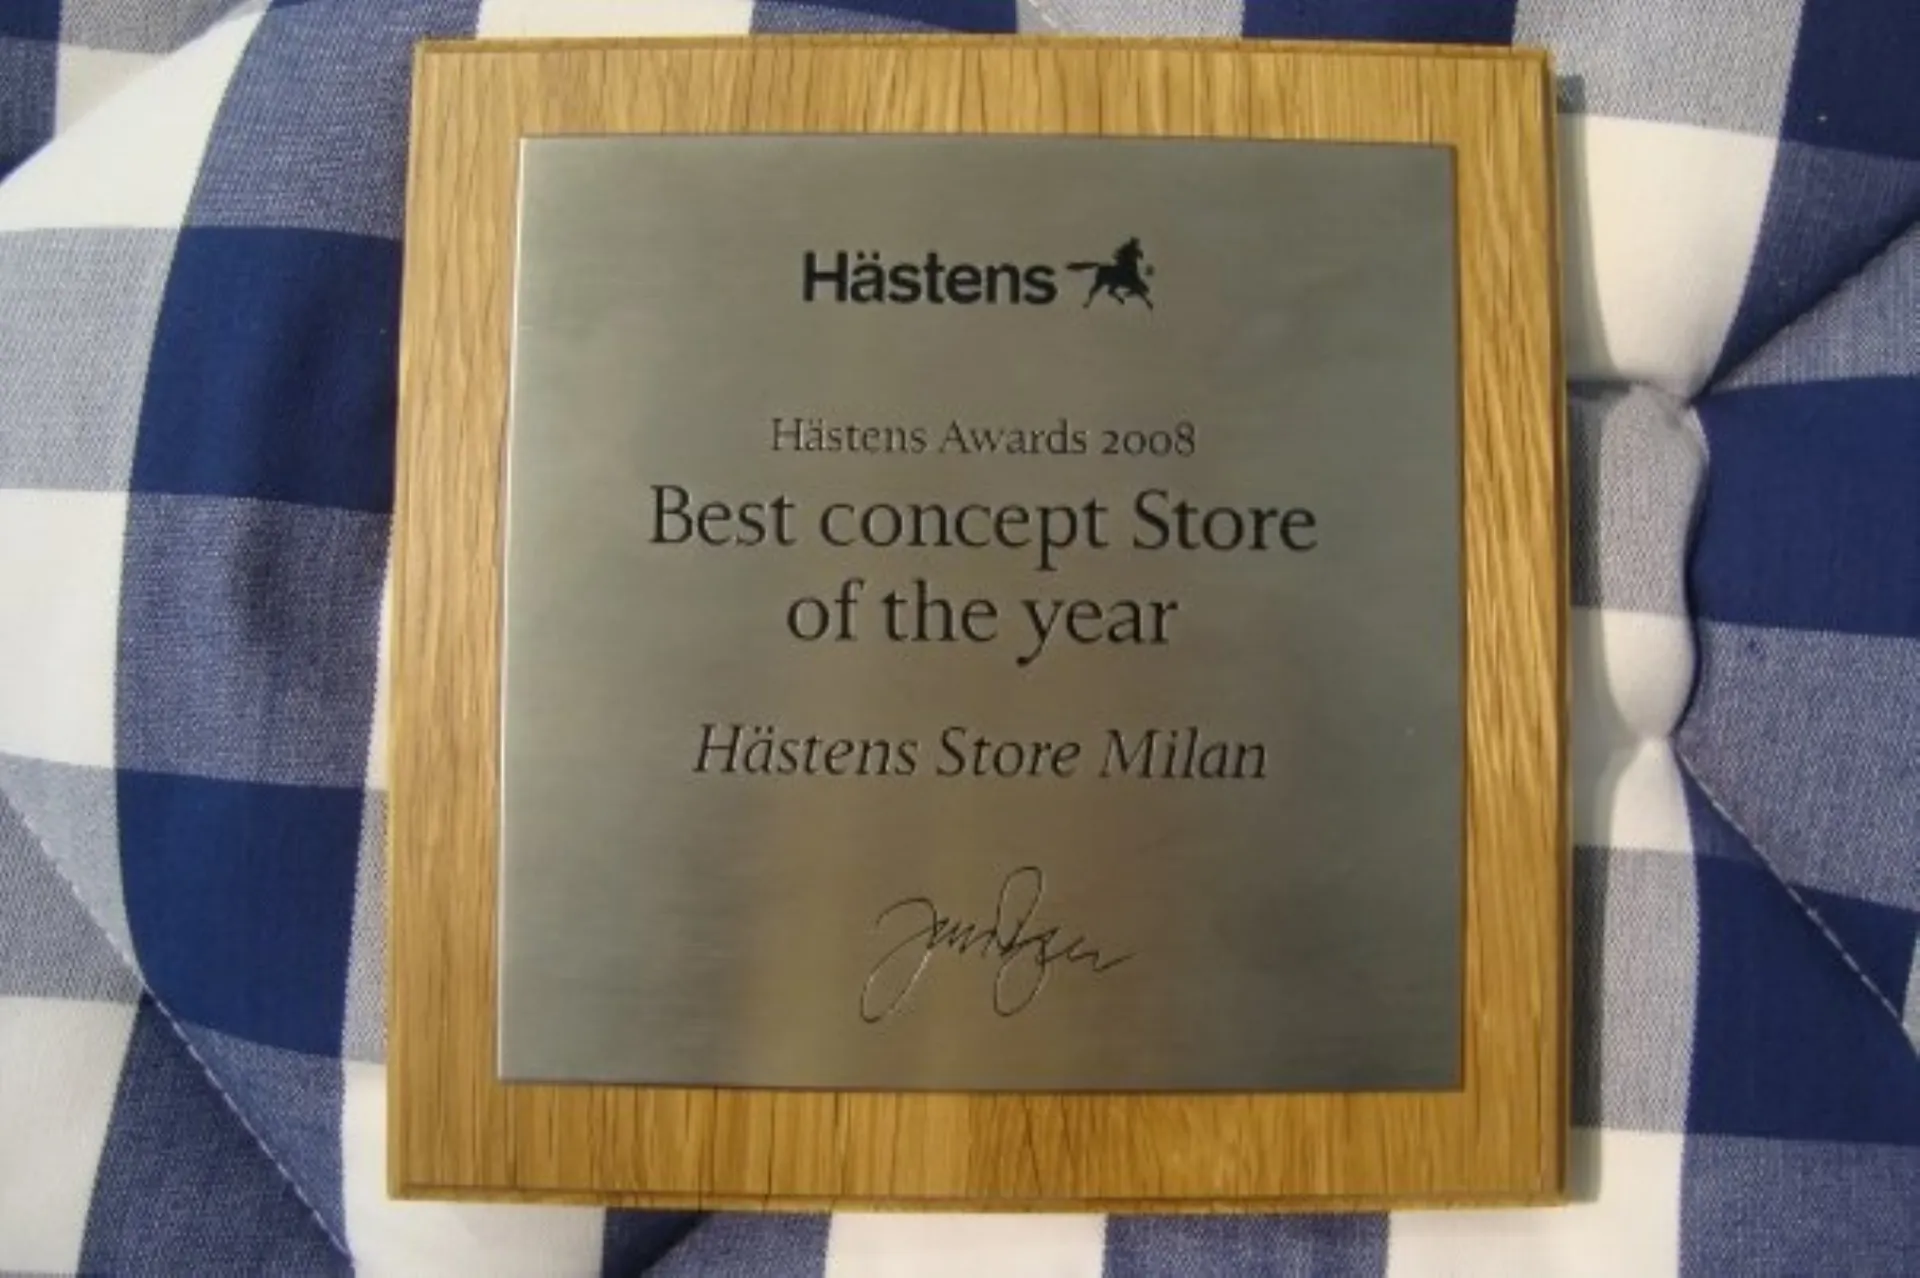 Hästens
Hästens Awards 2008
Best concept Store
of the year
Hästens Store Milan